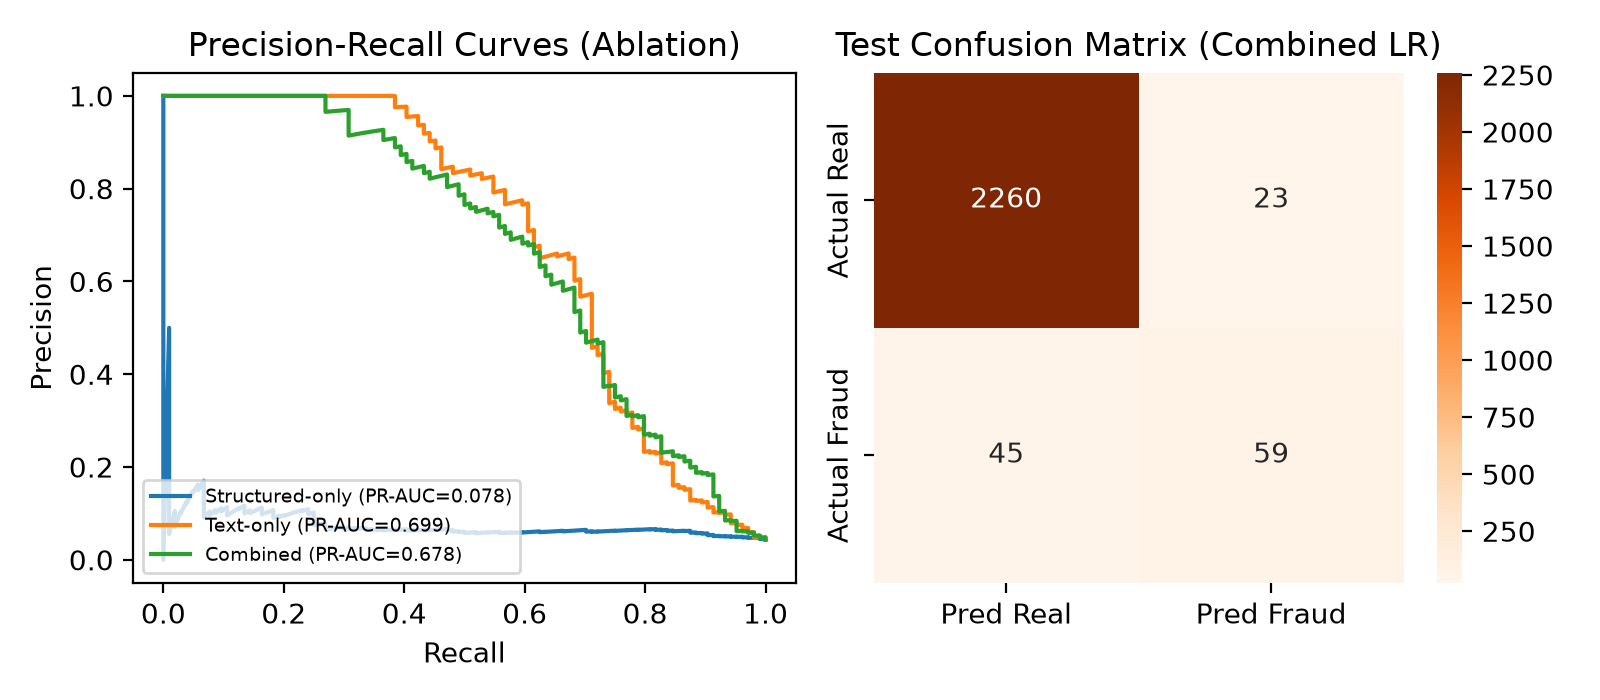 Precision-Recall Curves (Ablation)
Precision
1.0
0.8
0.6
0.4
0.2
0.0
Structured-only (PR-AUC=0.078)
Text-only (PR-AUC=0.699)
Combined (PR-AUC=0.678)
0.0 0.2 0.4 0.6 0.8 1.0
Recall
Test Confusion Matrix (Combined LR)
Actual Real
Actual Fraud
2260 23
45 59
Pred Real Pred Fraud
2250
2000
1750
1500
1250
1000
750
500
250